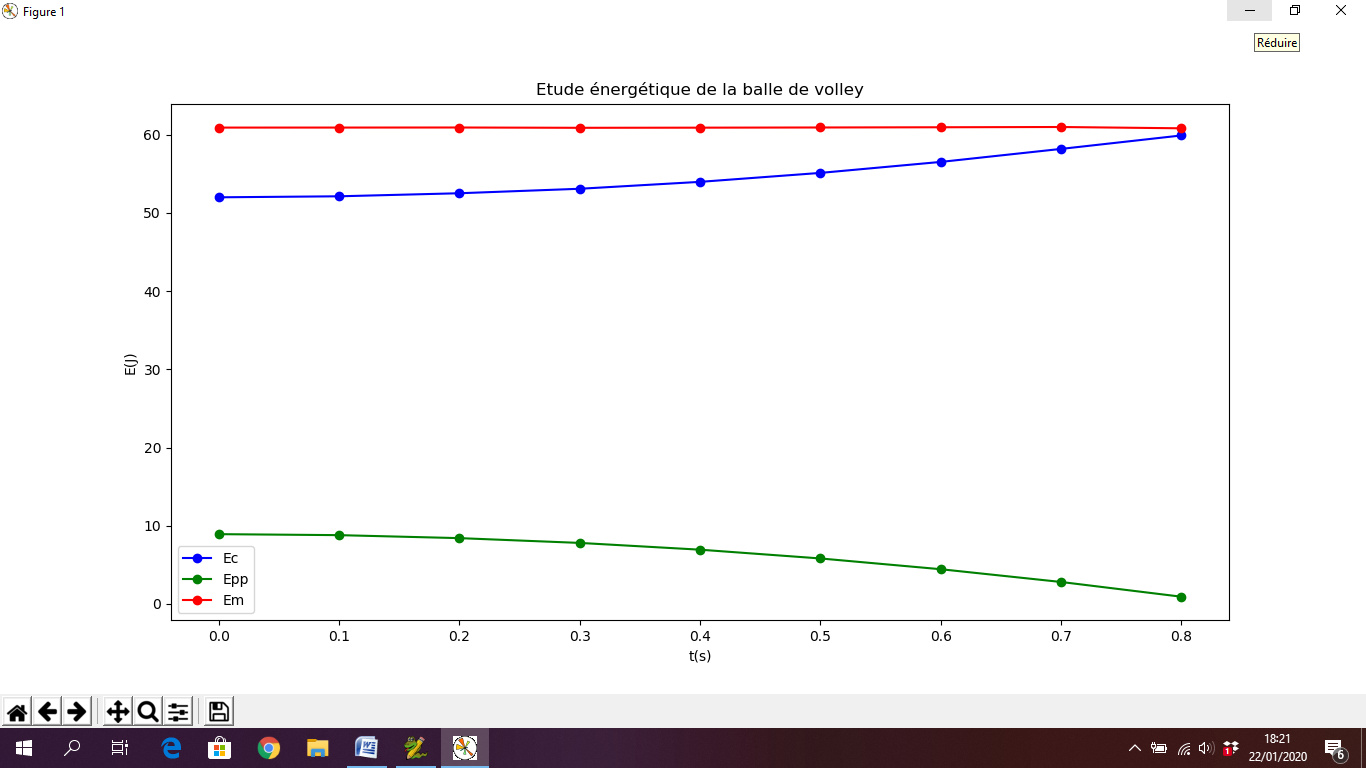 Figure 1
Réduire
Etude énergétique de la balle de volley
60
50
40
30
20
10
0
E(J)
Ec
Epp
Em
0.0 0.1 0.2 0.3 0.4 0.5 0.6 0.7 0.8
t(s)
18:21
22/01/2020
1
6